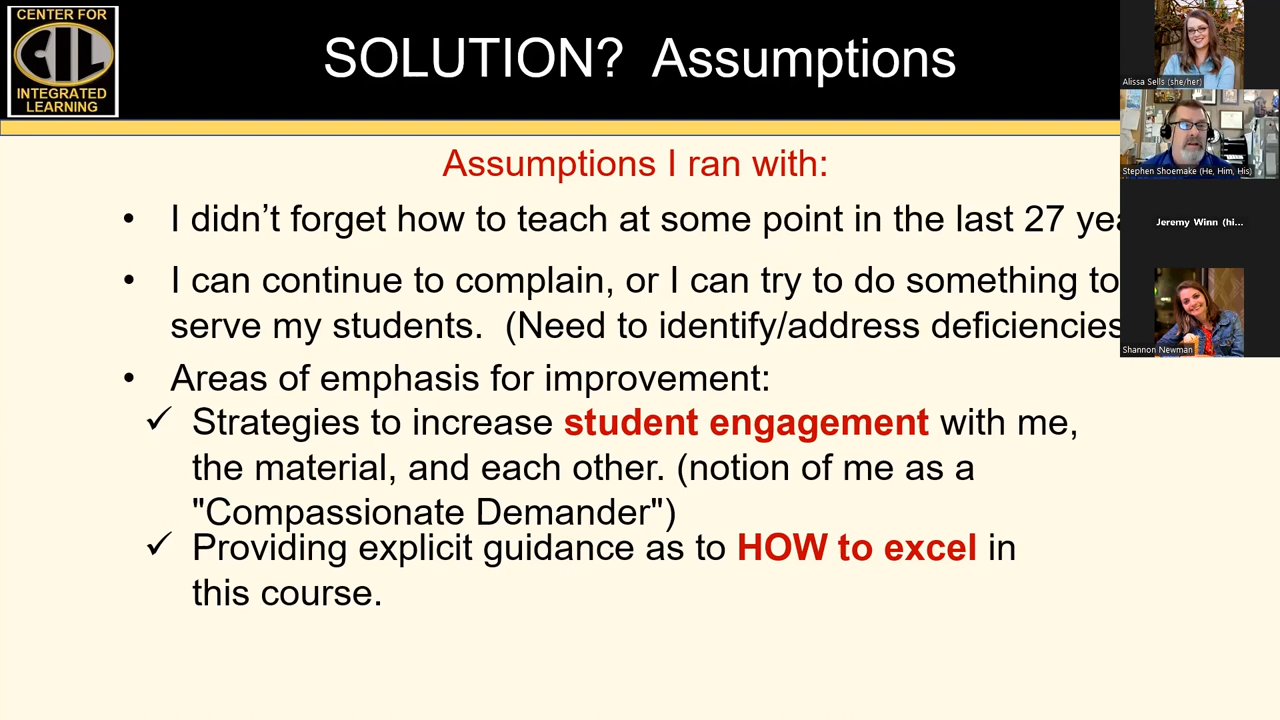 CENTER FOR
CIL
INTEGRATED
LEARNING
SOLUTION? Assumptions
Assumptions I ran with:
• I didn’t forget how to teach at some point in the last 27
• I can continue to complain, or I can try to do something to
serve my students. (Need to identify/address deficiencies
• Areas of emphasis for improvement:
✓ Strategies to increase student engagement with me,
the material, and each other. (notion of me as a
"Compassionate Demander")
✓ Providing explicit guidance as to HOW to excel in
this course.
Alissa Sells (she/her)
Stephen Shoemake (He, Him, His)
Jeremy Winn (hi...
Shannon Newman